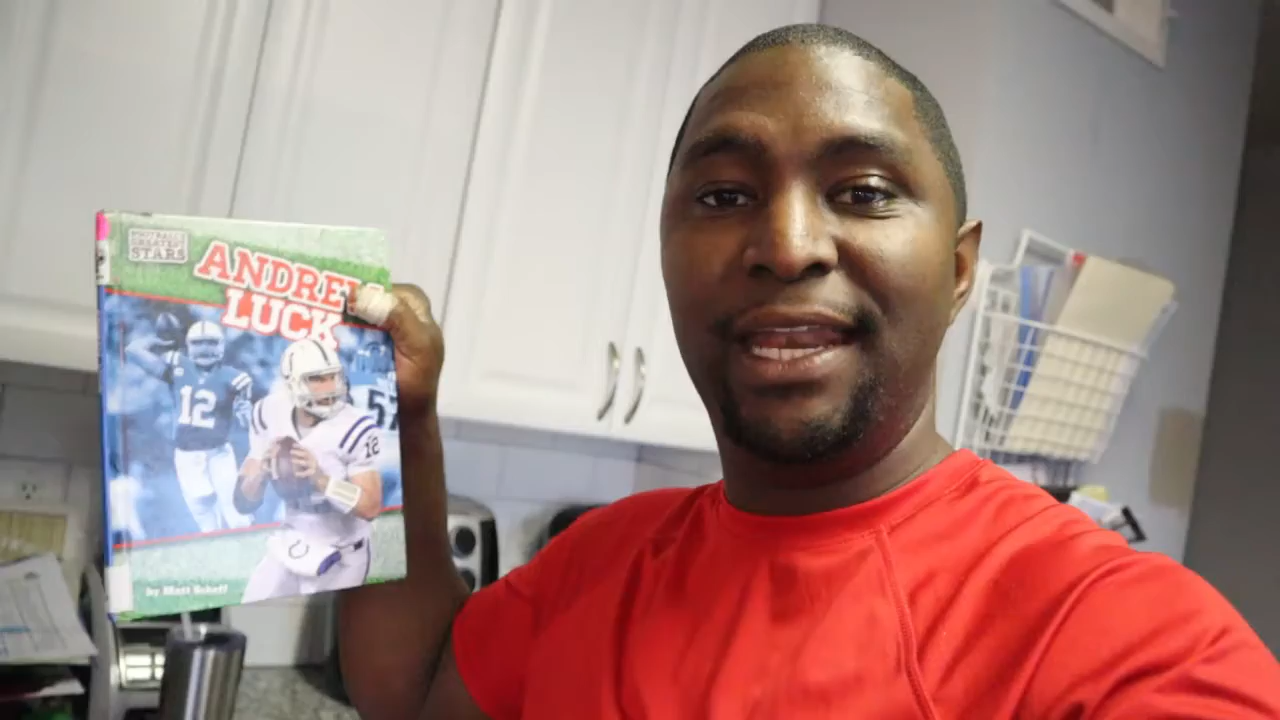 FOOTBALL'S
GREATEST
STARS
ANDREW
LUCK
12
57
12
by Matt Scheff